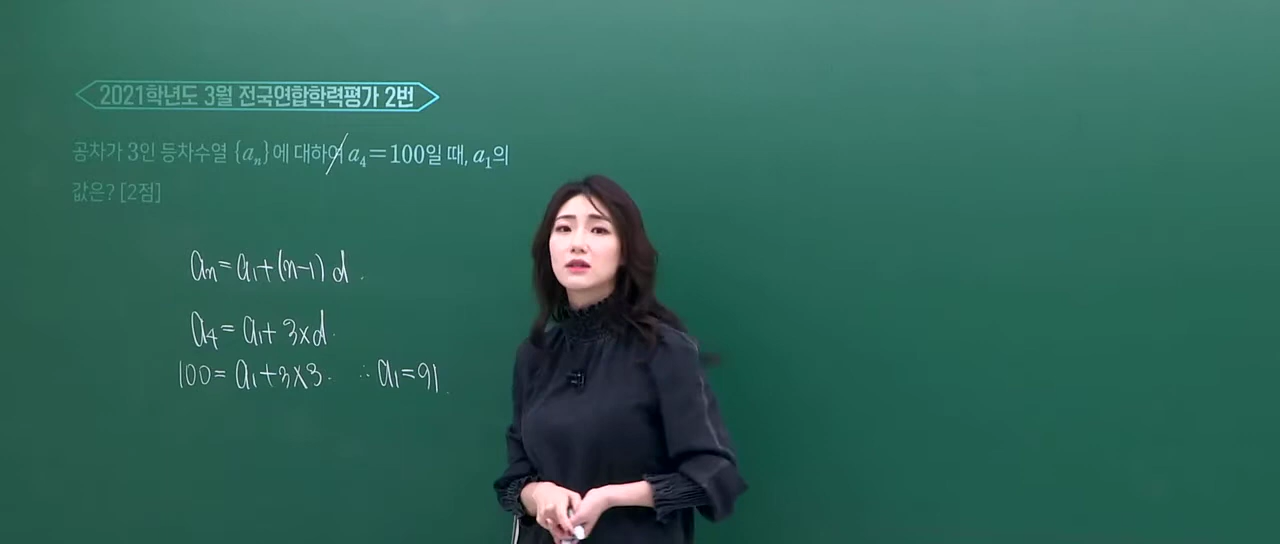 2021학년도 3월 전국연합학력평가 2번
공차가 3인 등차수열 {aₙ}에 대하여 a₄=100일 때, a₁의
값은? [2점]
aₙ=a₁+(n-1)d.
a₄=a₁+3×d.
100=a₁+3×3. ∴a₁=91.